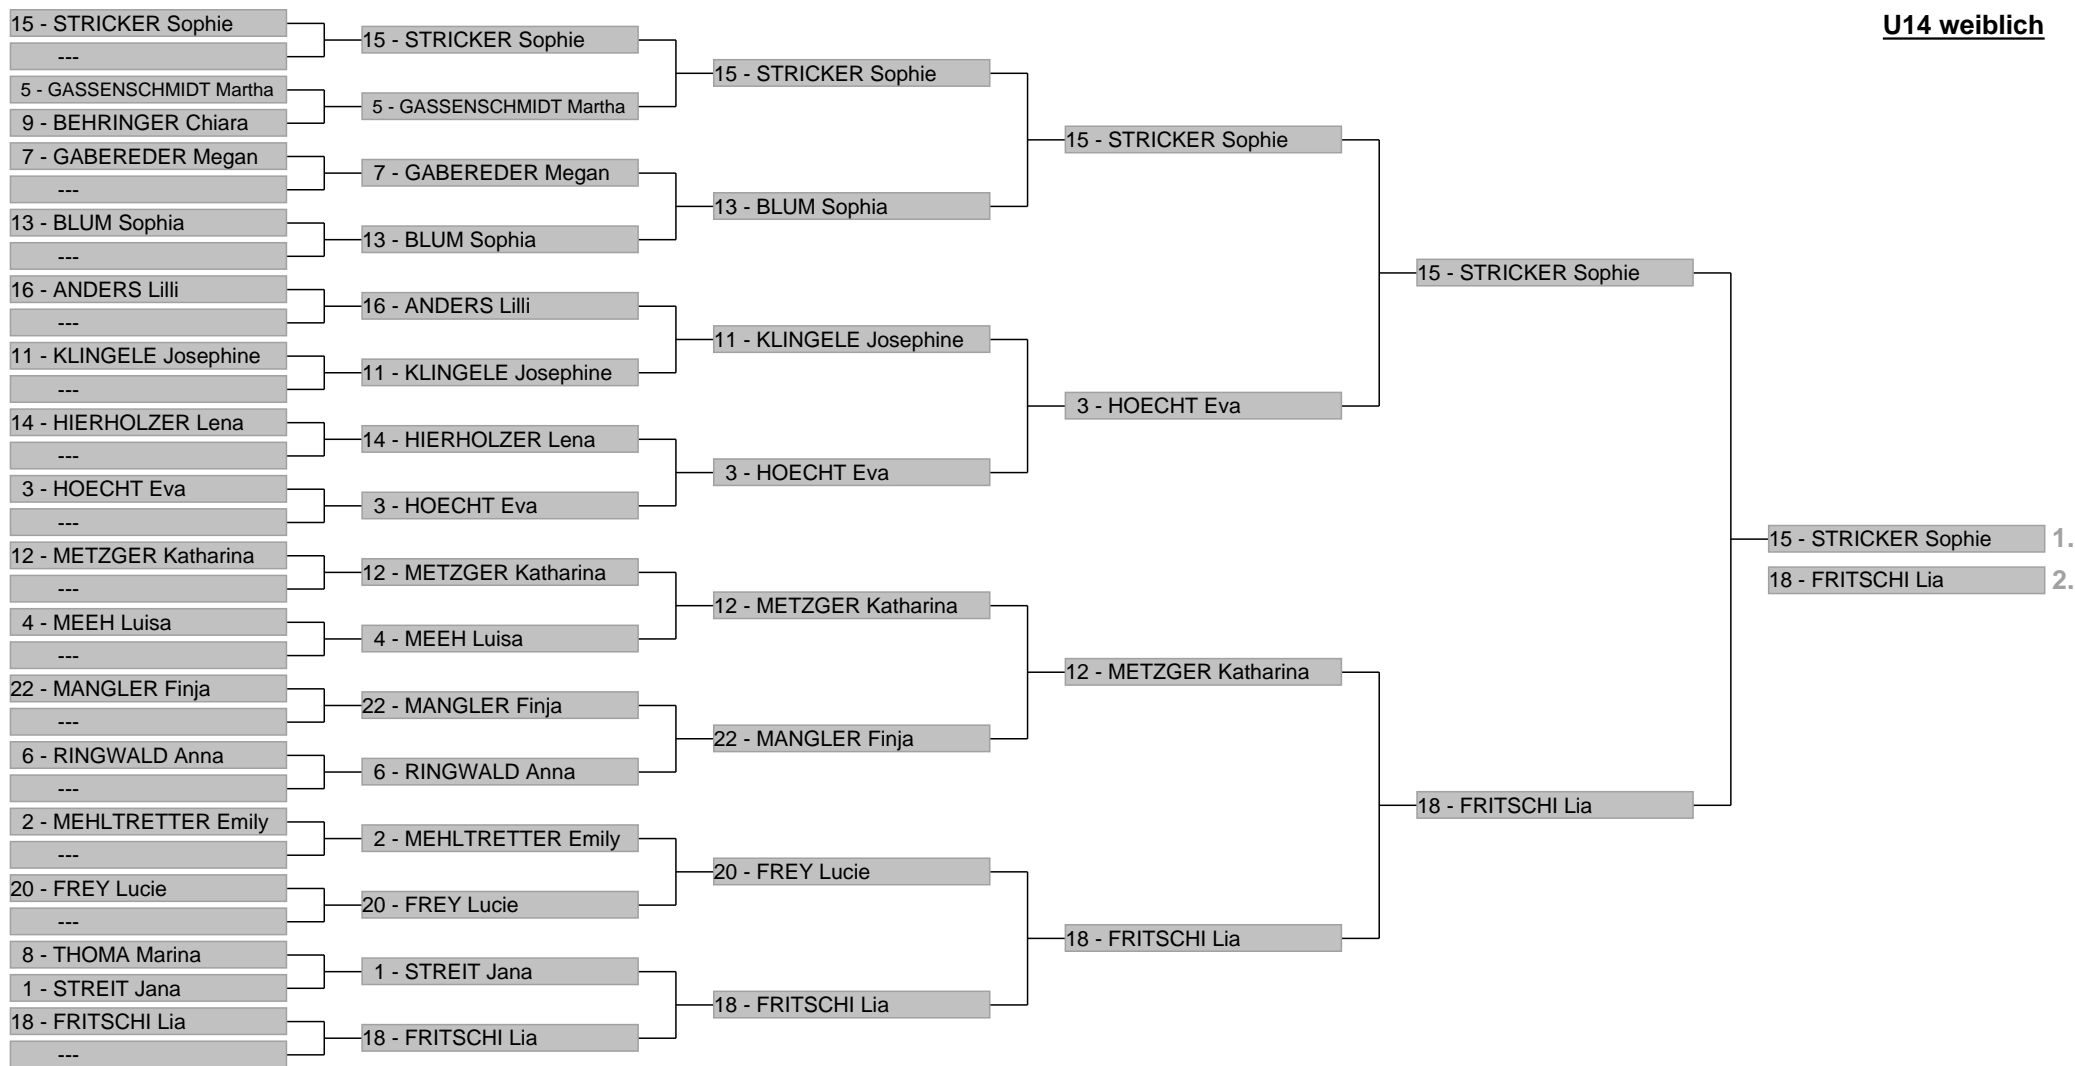 U14 weiblich
15 - STRICKER Sophie
---
5 - GASSENSCHMIDT Martha
9 - BEHRINGER Chiara
7 - GABEREDER Megan
---
13 - BLUM Sophia
---
16 - ANDERS Lilli
---
11 - KLINGELE Josephine
---
14 - HIERHOLZER Lena
---
3 - HOECHT Eva
---
12 - METZGER Katharina
---
4 - MEEH Luisa
---
22 - MANGLER Finja
---
6 - RINGWALD Anna
---
2 - MEHLTRETTER Emily
---
20 - FREY Lucie
---
8 - THOMA Marina
1 - STREIT Jana
18 - FRITSCHI Lia
---
15 - STRICKER Sophie
5 - GASSENSCHMIDT Martha
7 - GABEREDER Megan
13 - BLUM Sophia
16 - ANDERS Lilli
11 - KLINGELE Josephine
14 - HIERHOLZER Lena
3 - HOECHT Eva
12 - METZGER Katharina
4 - MEEH Luisa
22 - MANGLER Finja
6 - RINGWALD Anna
2 - MEHLTRETTER Emily
20 - FREY Lucie
1 - STREIT Jana
18 - FRITSCHI Lia
15 - STRICKER Sophie
13 - BLUM Sophia
11 - KLINGELE Josephine
3 - HOECHT Eva
12 - METZGER Katharina
22 - MANGLER Finja
20 - FREY Lucie
18 - FRITSCHI Lia
15 - STRICKER Sophie
3 - HOECHT Eva
12 - METZGER Katharina
18 - FRITSCHI Lia
15 - STRICKER Sophie
18 - FRITSCHI Lia
15 - STRICKER Sophie 1.
18 - FRITSCHI Lia 2.